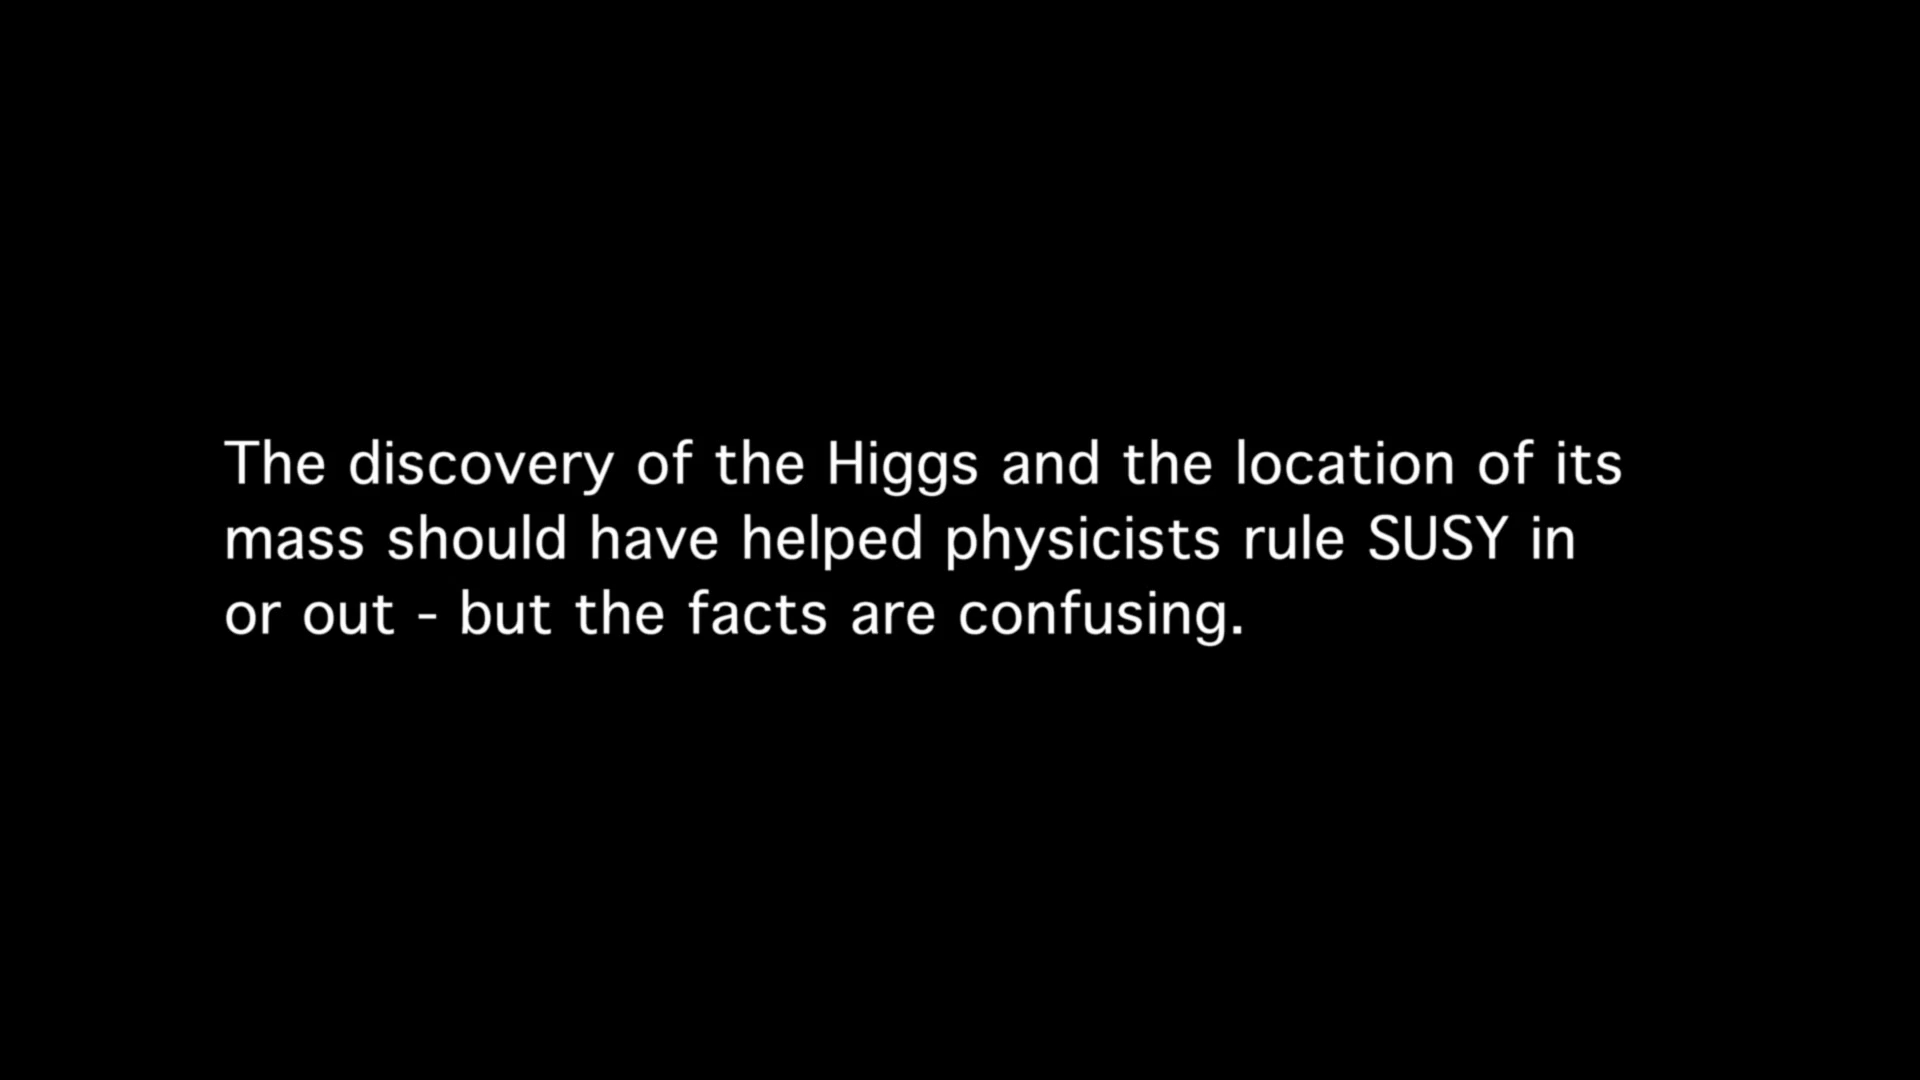 The discovery of the Higgs and the location of its
mass should have helped physicists rule SUSY in
or out - but the facts are confusing.